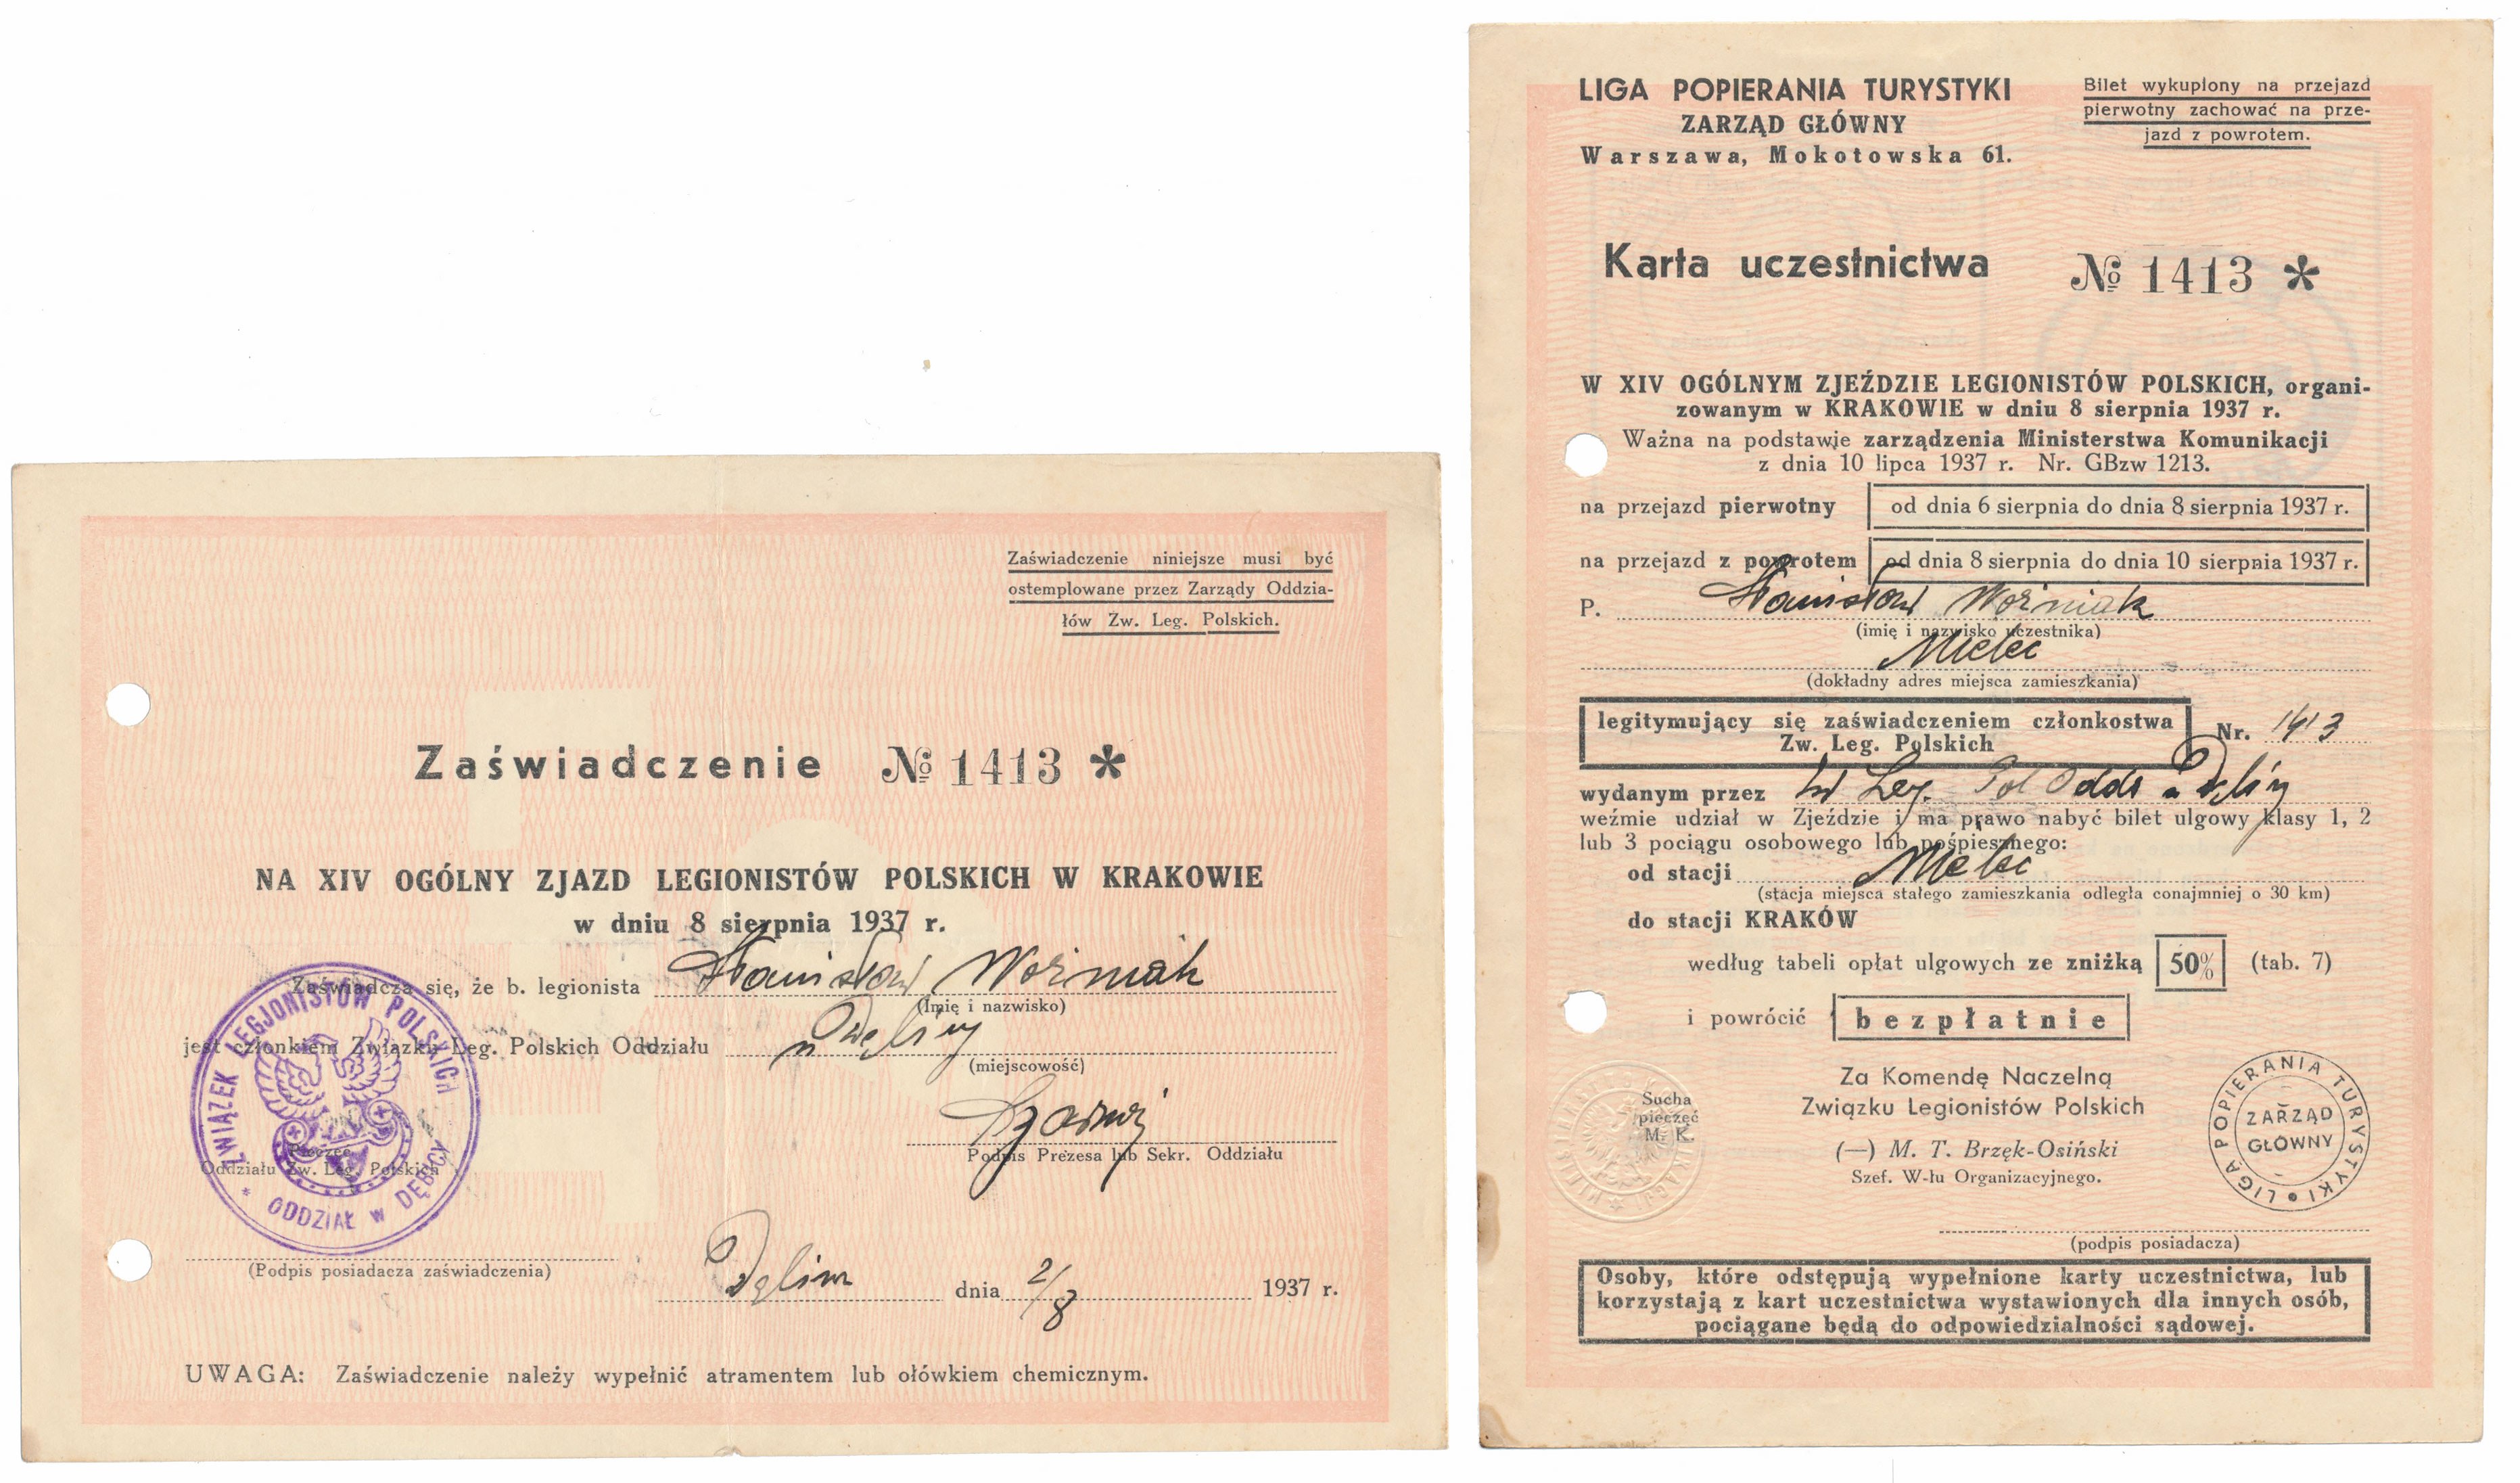 Zaświadczenie niniejsze musi być
ostemplowane przez Zarządy Oddzia-
łów Zw. Leg. Polskich.
Zaświadczenie № 1413 *
NA XIV OGÓLNY ZJAZD LEGIONISTÓW POLSKICH W KRAKOWIE
w dniu 8 sierpnia 1937 r.
Zaświadcza się, że b. legionista Stanisław Woźniak
(Imię i nazwisko)
jest członkiem Związku Leg. Polskich Oddziału
(miejscowość)
Podpis Prezesa lub Sekr. Oddziału
Pieczęć
Oddziału Zw. Leg. Polskich
ZWIĄZEK LEGJONISTÓW POLSKICH
* ODDZIAŁ w DĘBICY
(Podpis posiadacza zaświadczenia)
dnia 2/8 1937 r.
UWAGA: Zaświadczenie należy wypełnić atramentem lub ołówkiem chemicznym.
LIGA POPIERANIA TURYSTYKI
ZARZĄD GŁÓWNY
Warszawa, Mokotowska 61.
Bilet wykupiony na przejazd
pierwotny zachować na prze-
jazd z powrotem.
Karta uczestnictwa № 1413 *
W XIV OGÓLNYM ZJEŹDZIE LEGIONISTÓW POLSKICH, organi-
zowanym w KRAKOWIE w dniu 8 sierpnia 1937 r.
Ważna na podstawie zarządzenia Ministerstwa Komunikacji
z dnia 10 lipca 1937 r. Nr. GBzw 1213.
na przejazd pierwotny od dnia 6 sierpnia do dnia 8 sierpnia 1937 r.
na przejazd z powrotem od dnia 8 sierpnia do dnia 10 sierpnia 1937 r.
P. Stanisław Woźniak
(imię i nazwisko uczestnika)
Mielec
(dokładny adres miejsca zamieszkania)
legitymujący się zaświadczeniem członkostwa
Zw. Leg. Polskich
Nr. 1413
wydanym przez Zw Leg. Pol Oddz
weźmie udział w Zjeździe i ma prawo nabyć bilet ulgowy klasy 1, 2
lub 3 pociągu osobowego lub pośpiesznego:
od stacji Mielec
(stacja miejsca stałego zamieszkania odległa conajmniej o 30 km)
do stacji KRAKÓW
według tabeli opłat ulgowych ze zniżką 50% (tab. 7)
i powrócić bezpłatnie
Za Komendę Naczelną
Związku Legionistów Polskich
(—) M. T. Brzęk-Osiński
Szef. W-łu Organizacyjnego.
Sucha
pieczęć
M. K.
LIGA POPIERANIA TURYSTYKI
ZARZĄD
GŁÓWNY
(podpis posiadacza)
Osoby, które odstępują wypełnione karty uczestnictwa, lub
korzystają z kart uczestnictwa wystawionych dla innych osób,
pociągane będą do odpowiedzialności sądowej.